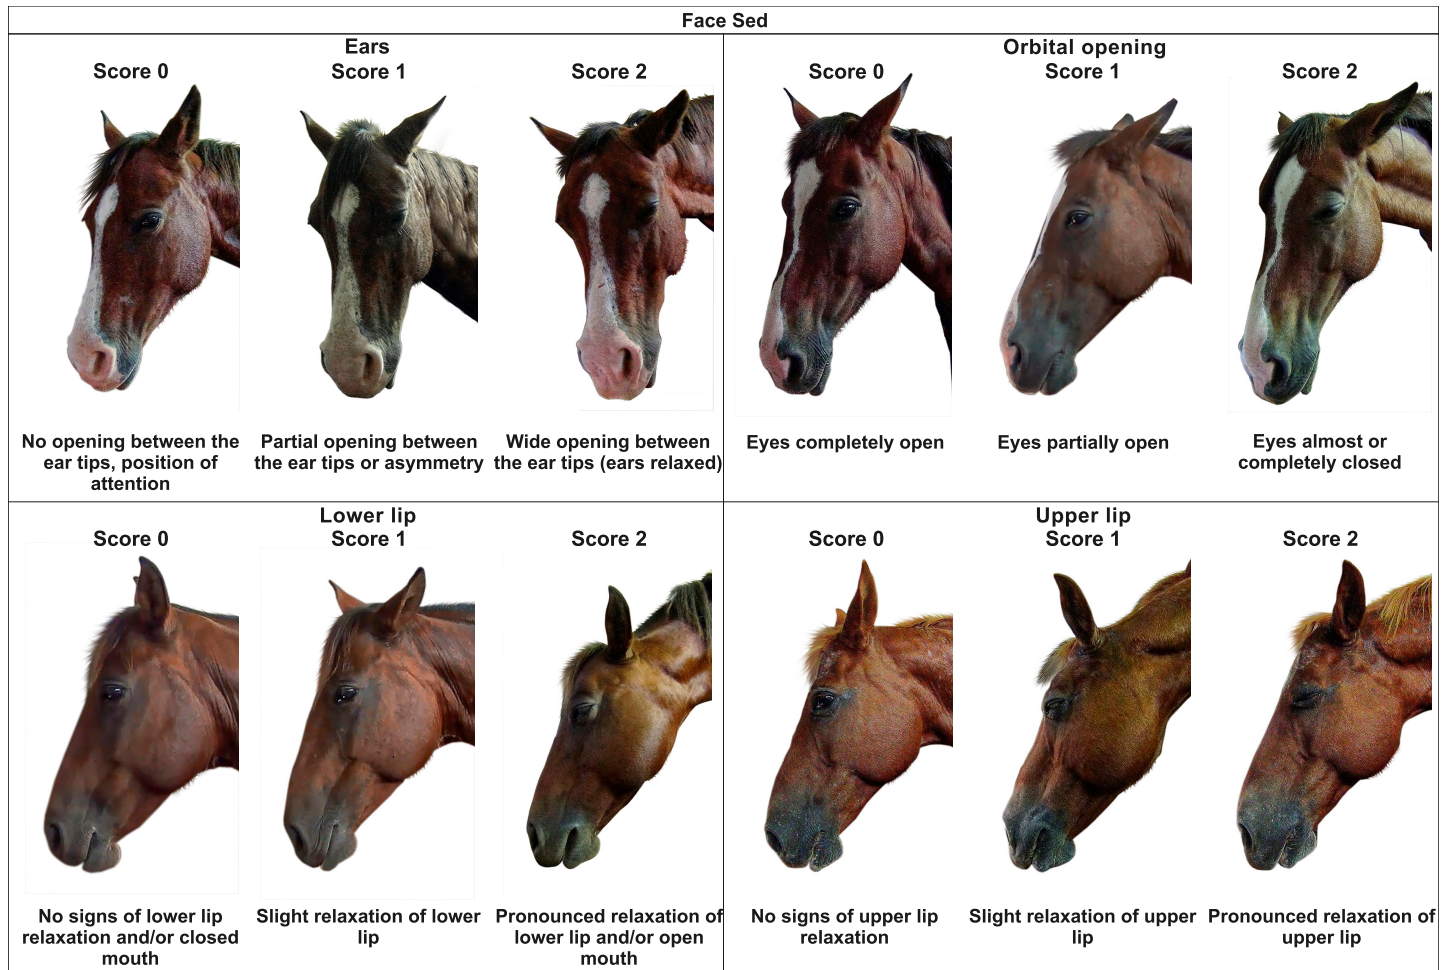 Face Sed
Ears
Score 0
Score 1
Score 2
No opening between the
ear tips, position of
attention
Partial opening between
the ear tips or asymmetry
Wide opening between
the ear tips (ears relaxed)
Orbital opening
Score 0
Score 1
Score 2
Eyes completely open
Eyes partially open
Eyes almost or
completely closed
Lower lip
Score 0
Score 1
Score 2
No signs of lower lip
relaxation and/or closed
mouth
Slight relaxation of lower
lip
Pronounced relaxation of
lower lip and/or open
mouth
Upper lip
Score 0
Score 1
Score 2
No signs of upper lip
relaxation
Slight relaxation of upper
lip
Pronounced relaxation of
upper lip